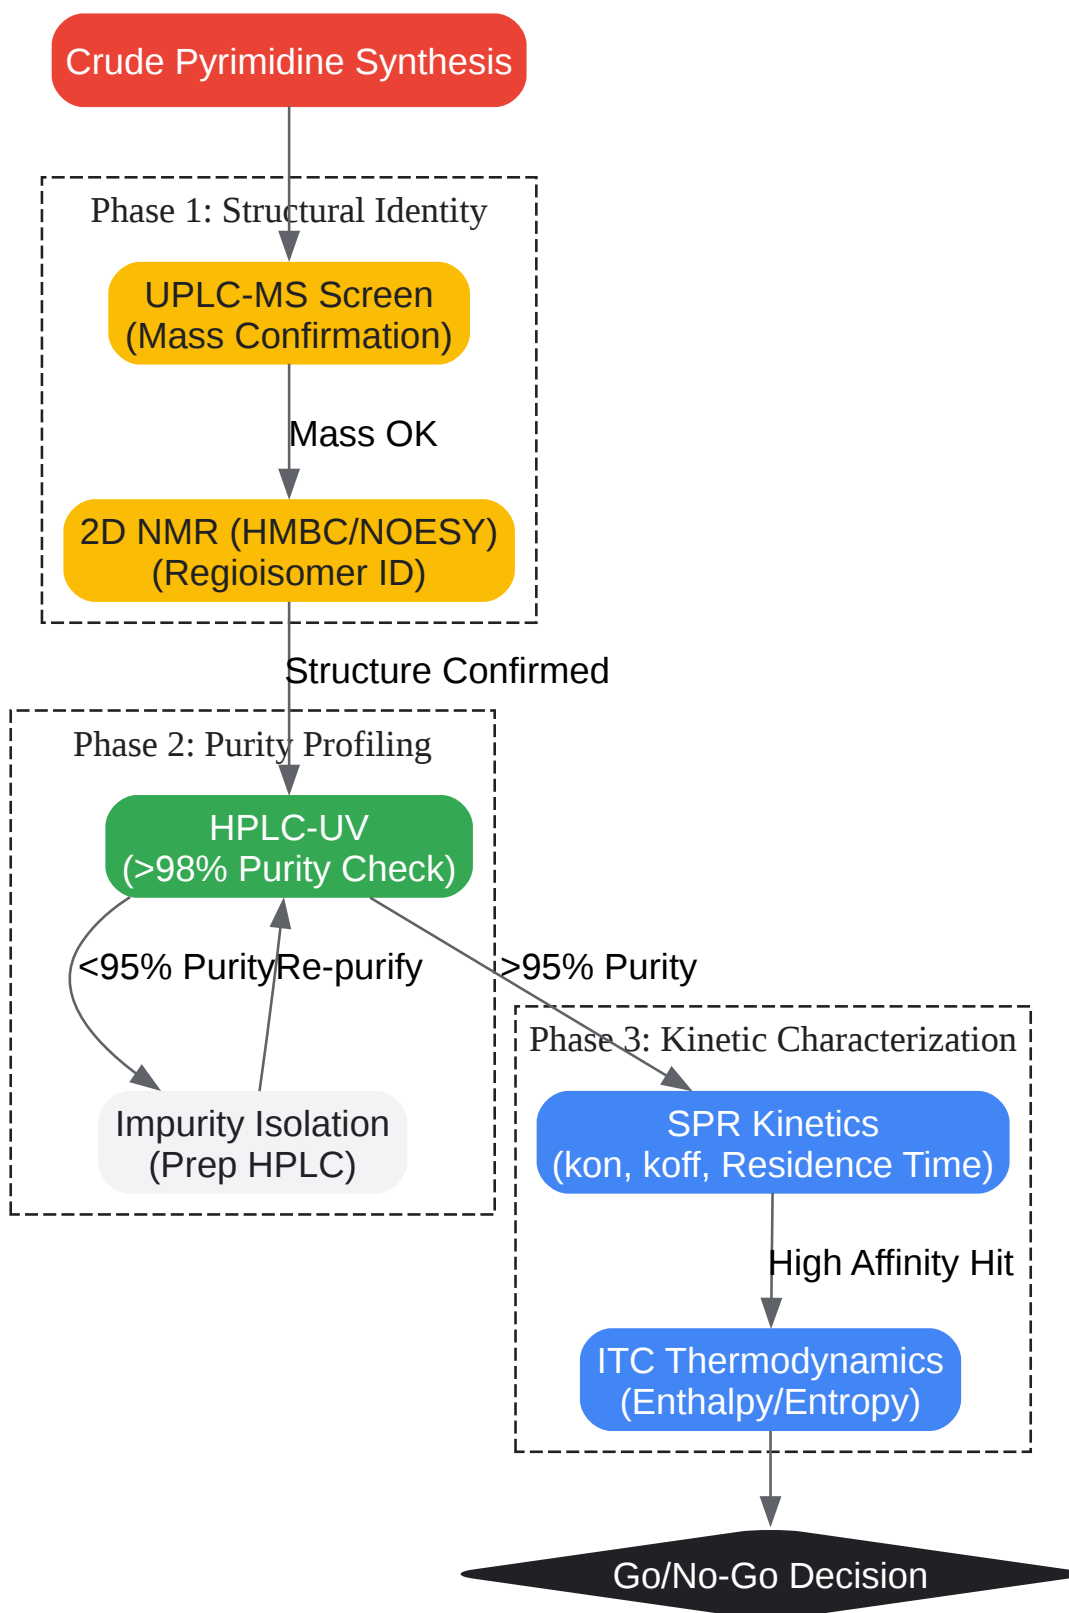 Crude Pyrimidine Synthesis
Phase 1: Structural Identity
UPLC-MS Screen
(Mass Confirmation)
Mass OK
2D NMR (HMBC/NOESY)
(Regioisomer ID)
Structure Confirmed
Phase 2: Purity Profiling
HPLC-UV
(>98% Purity Check)
<95% Purity
Re-purify
>95% Purity
Impurity Isolation
(Prep HPLC)
Phase 3: Kinetic Characterization
SPR Kinetics
(kon, koff, Residence Time)
High Affinity Hit
ITC Thermodynamics
(Enthalpy/Entropy)
Go/No-Go Decision